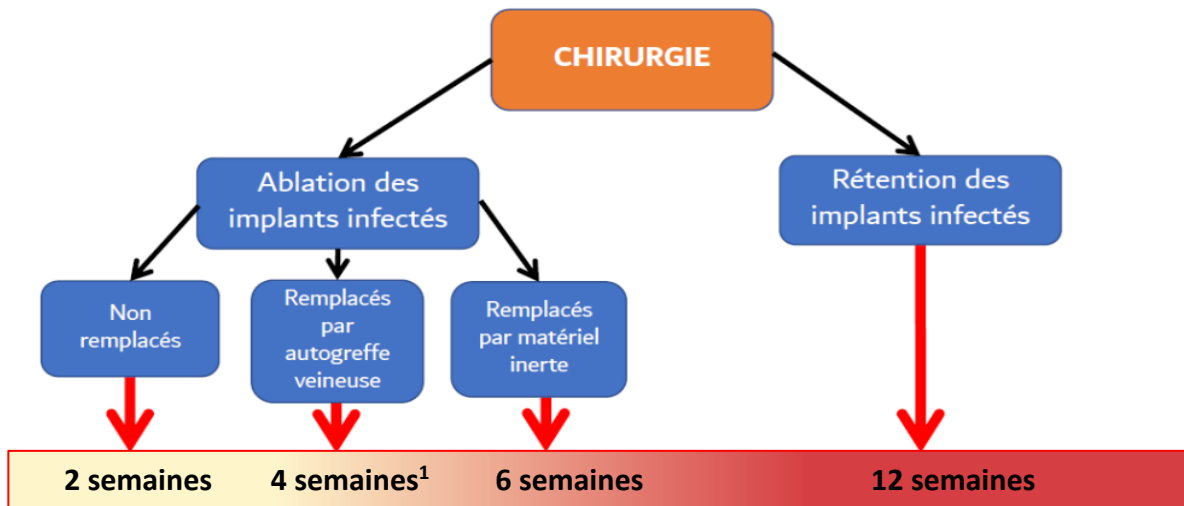 CHIRURGIE
Ablation des
implants infectés
Rétention des
implants infectés
Non
remplacés
Remplacés
par
autogreffe
veineuse
Remplacés
par matériel
inerte
2 semaines
4 semaines¹
6 semaines
12 semaines